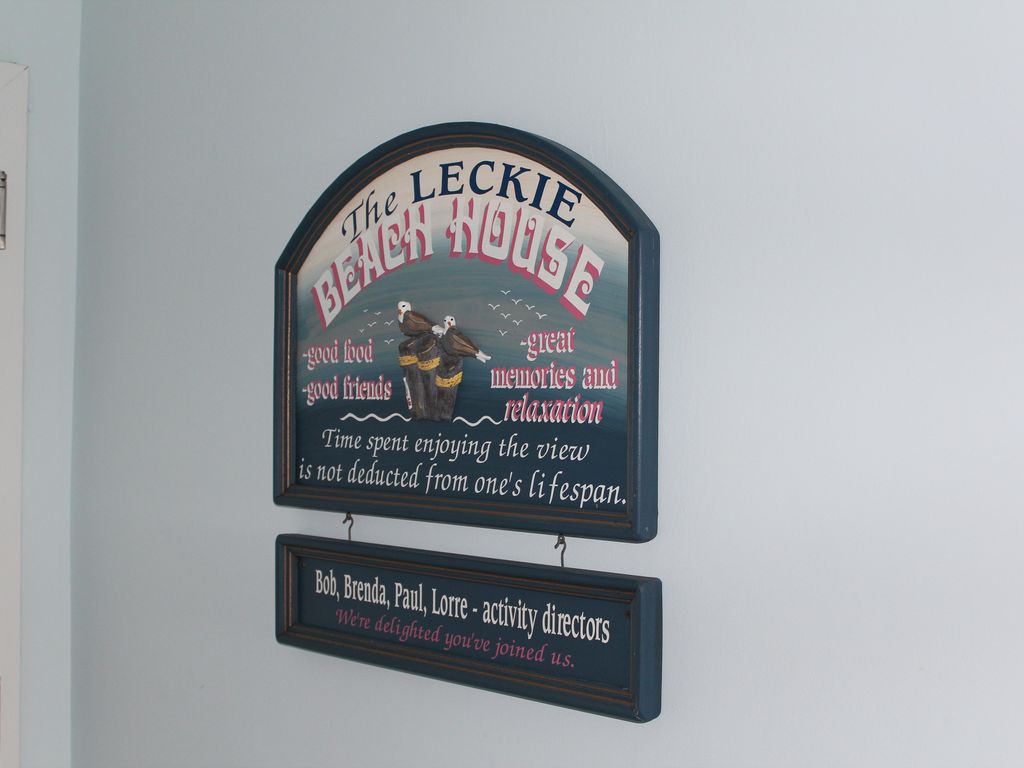 The LECKIE
BEACH HOUSE
-good food
-good friends
-great
memories and
relaxation
Time spent enjoying the view
is not deducted from one's lifespan.
Bob, Brenda, Paul, Lorre - activity directors
We're delighted you've joined us.